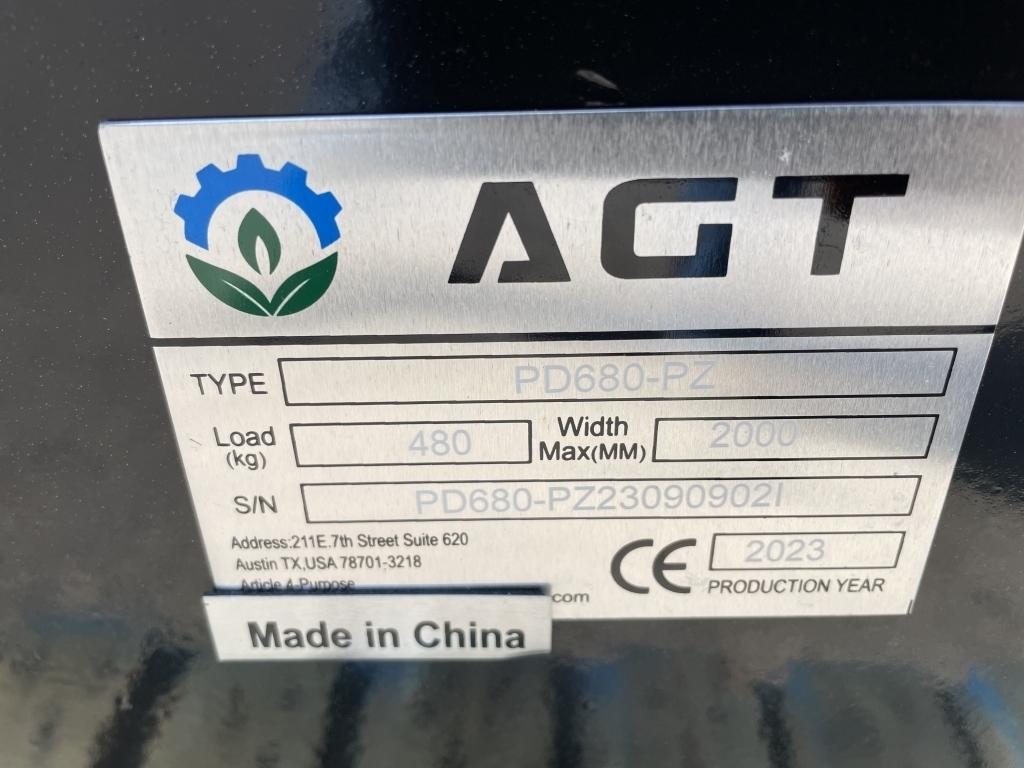 AGT
TYPE PD680-PZ
Load (kg) 480 Width Max(MM) 2000
S/N PD680-PZ23090902I
Address:211E.7th Street Suite 620
Austin TX,USA 78701-3218
Article 4-Purpose
.com
CE 2023
PRODUCTION YEAR
Made in China